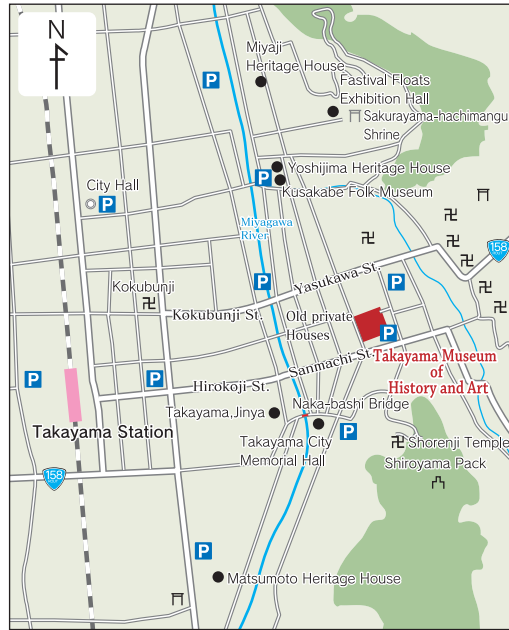 N
Miyaji
Heritage House
Fastival Floats
Exhibition Hall
Sakurayama-hachimangu
Shrine
P
Yoshijima Heritage House
P
Kusakabe Folk Museum
City Hall
P
Miyagawa
River
158
Kokubunji
P
Yasukawa St.
P
Kokubunji St.
Old private
Houses
P
Sanmachi St.
Takayama Museum
of
History and Art
P
P
Hirokoji St.
Naka-bashi Bridge
Takayama,Jinya
Takayama Station
P
Takayama City
Memorial Hall
Shorenji Temple
Shiroyama Pack
158
P
Matsumoto Heritage House